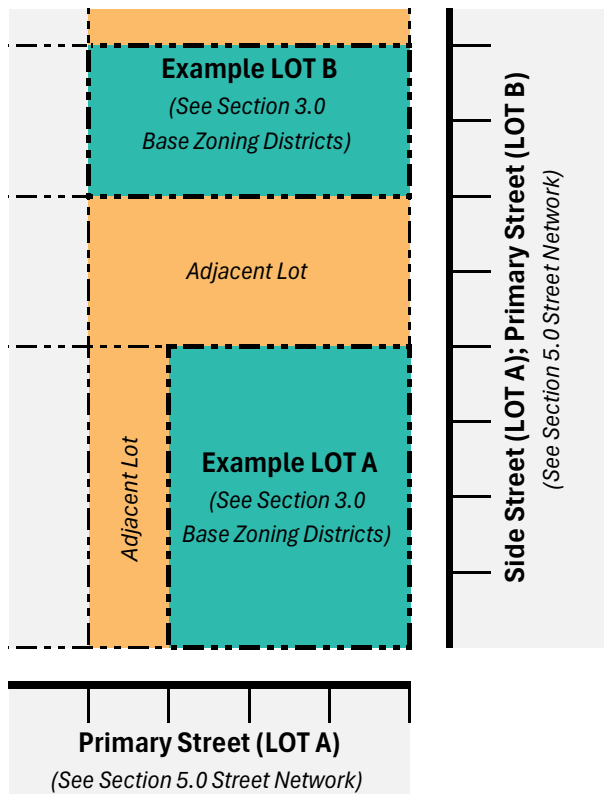 Example LOT B
(See Section 3.0
Base Zoning Districts)
Adjacent Lot
Adjacent Lot
Example LOT A
(See Section 3.0
Base Zoning Districts)
Side Street (LOT A); Primary Street (LOT B)
(See Section 5.0 Street Network)
Primary Street (LOT A)
(See Section 5.0 Street Network)